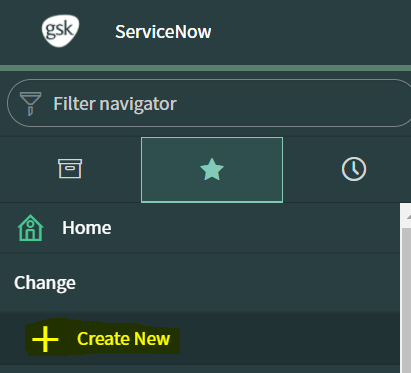 gsk
ServiceNow
Filter navigator
Home
Change
Create New